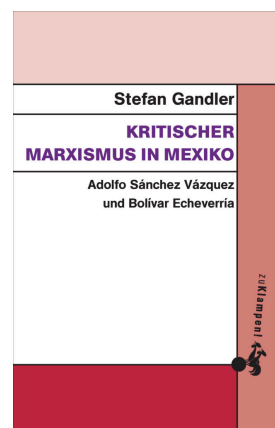 Stefan Gandler
KRITISCHER
MARXISMUS IN MEXIKO
Adolfo Sánchez Vázquez
und Bolívar Echeverría
zu Klampen!